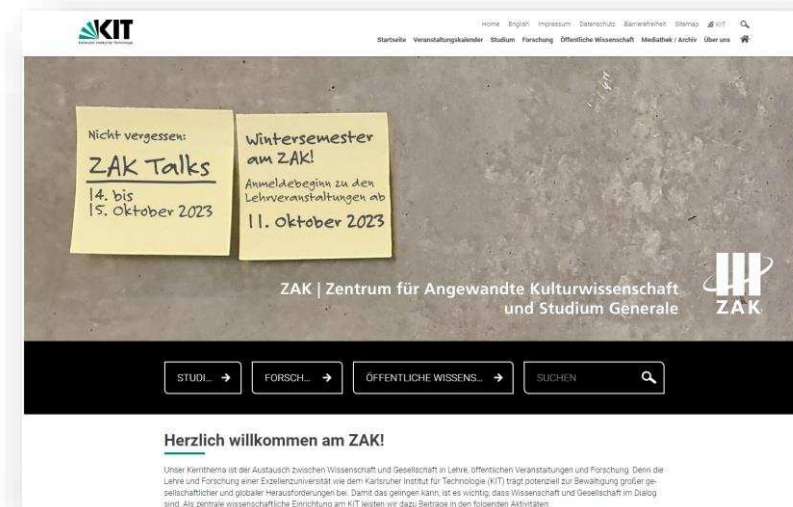 KIT
Karlsruher Institut für Technologie
Home English Impressum Datenschutz Barrierefreiheit Sitemap KIT
Startseite Veranstaltungskalender Studium Forschung Öffentliche Wissenschaft Mediathek / Archiv Über uns
Nicht vergessen:
ZAK Talks
14. bis
15. Oktober 2023
Wintersemester
am ZAK!
Anmeldebeginn zu den
Lehrveranstaltungen ab
11. Oktober 2023
ZAK | Zentrum für Angewandte Kulturwissenschaft
und Studium Generale
ZAK
STUDI... FORSCH... ÖFFENTLICHE WISSENS... SUCHEN
Herzlich willkommen am ZAK!
Unser Kernthema ist der Austausch zwischen Wissenschaft und Gesellschaft in Lehre, öffentlichen Veranstaltungen und Forschung. Denn die
Lehre und Forschung einer Exzellenzuniversität wie dem Karlsruher Institut für Technologie (KIT) trägt potenziell zur Bewältigung großer ge-
sellschaftlicher und globaler Herausforderungen bei. Damit das gelingen kann, ist es wichtig, dass Wissenschaft und Gesellschaft im Dialog
sind. Als zentrale wissenschaftliche Einrichtung am KIT leisten wir dazu Beiträge in den folgenden Aktivitäten: